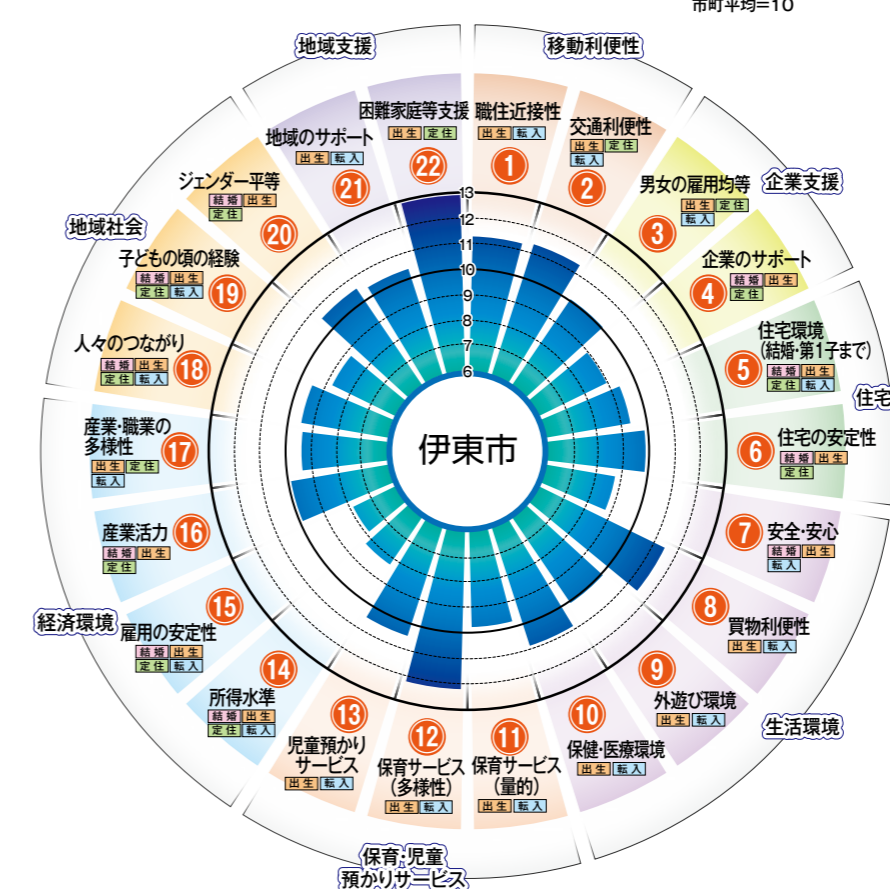 市町平均=10
地域支援
移動利便性
企業支援
住宅
生活環境
保育・児童
預かりサービス
経済環境
地域社会
職住近接性
出生 転入
1
交通利便性
出生 定住
転入
2
男女の雇用均等
出生 定住
転入
3
企業のサポート
結婚 出生
定住
4
住宅環境
(結婚・第1子まで)
結婚 出生
定住 転入
5
住宅の安定性
結婚 出生
定住
6
安全・安心
結婚 出生
転入
7
買物利便性
出生 転入
8
外遊び環境
出生 転入
9
保健・医療環境
出生 転入
10
保育サービス
(量的)
出生 転入
11
保育サービス
(多様性)
出生 転入
12
児童預かり
サービス
出生 転入
13
所得水準
結婚 出生
定住 転入
14
雇用の安定性
結婚 出生
定住 転入
15
産業活力
結婚 出生
定住
16
産業・職業の
多様性
出生 定住
転入
17
人々のつながり
結婚 出生
定住 転入
18
子どもの頃の経験
結婚 出生
定住 転入
19
ジェンダー平等
結婚 出生
定住
20
地域のサポート
出生 転入
21
困難家庭等支援
出生 定住
22
13
12
11
10
9
8
7
6
伊東市